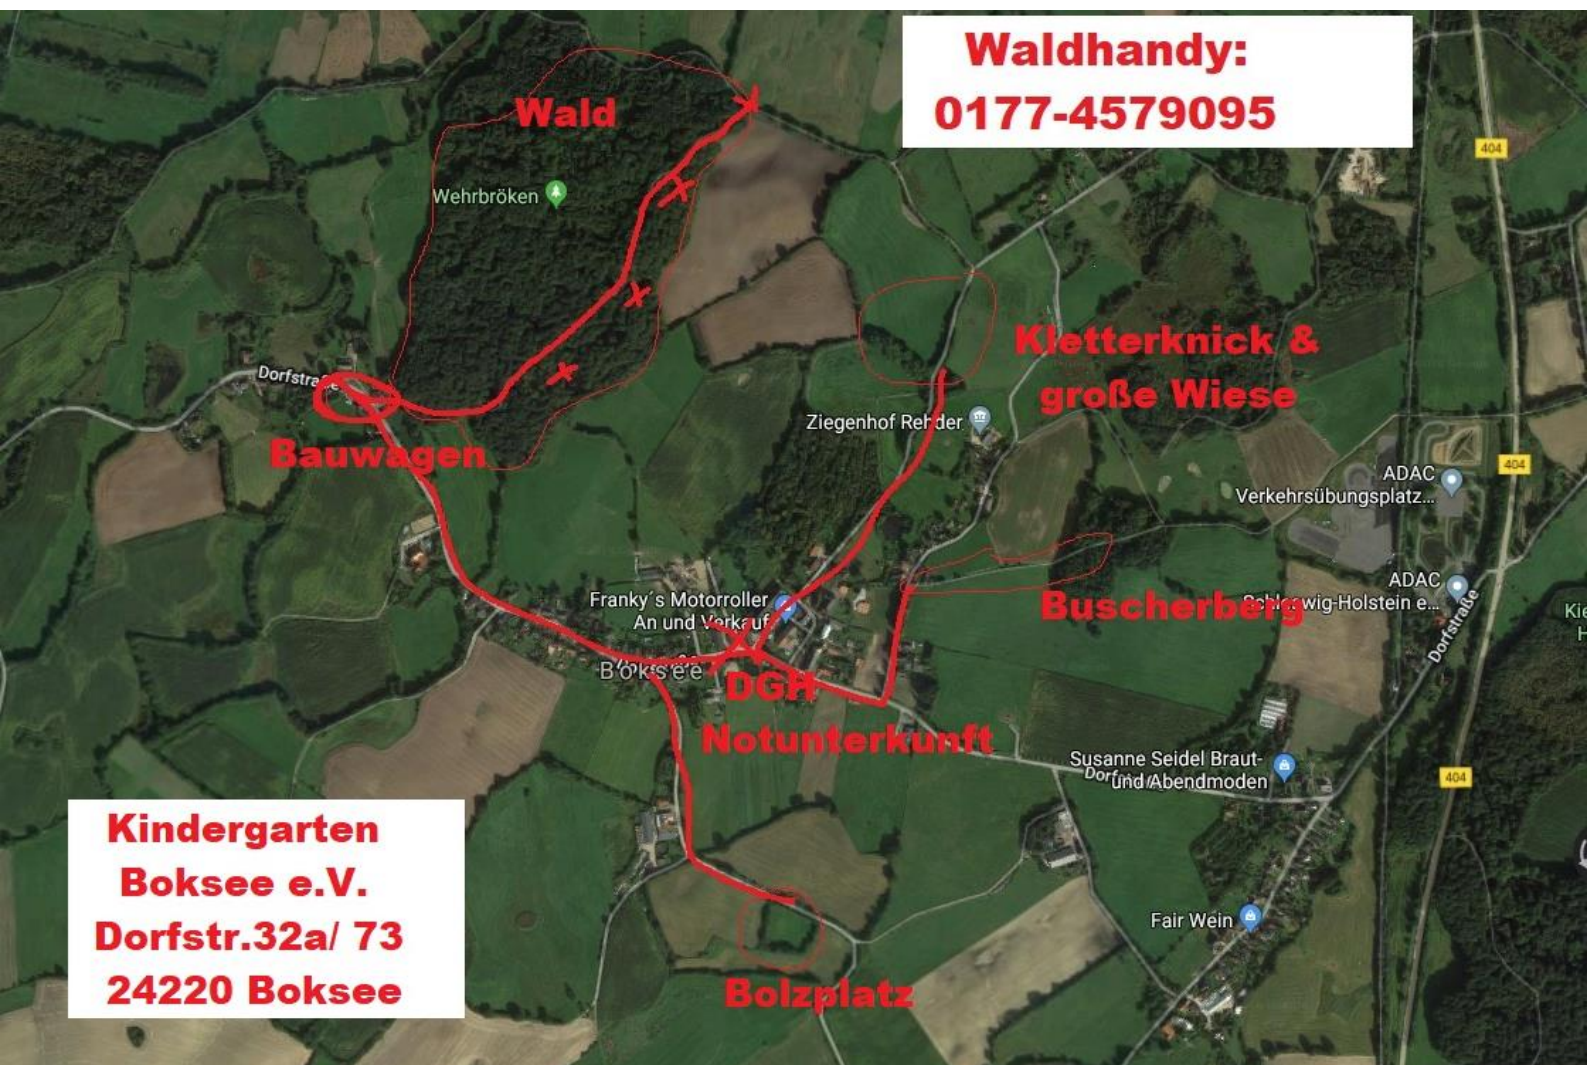 Waldhandy:
0177-4579095
Wald
404
Wehrbröken
Kletterknick &
große Wiese
Dorfstraße
Ziegenhof Rehder
Bauwagen
404
ADAC
Verkehrsübungsplatz...
Franky´s Motorroller
An und Verkauf
ADAC
Schleswig-Holstein e...
Buscherberg
Dorfstraße
Kie
H
Boksee
DGH
Notunterkunft
Susanne Seidel Braut-
und Abendmoden
404
Kindergarten
Boksee e.V.
Dorfstr.32a/ 73
24220 Boksee
Fair Wein
Bolzplatz